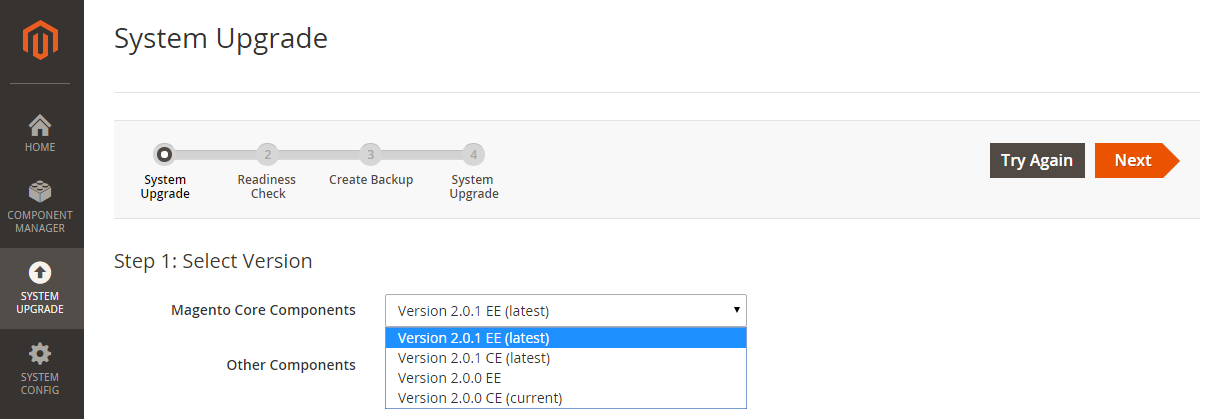 System Upgrade
HOME
COMPONENT
MANAGER
SYSTEM
UPGRADE
SYSTEM
CONFIG
2
3
4
System
Upgrade
Readiness
Check
Create Backup
System
Upgrade
Try Again
Next
Step 1: Select Version
Magento Core Components
Version 2.0.1 EE (latest)
Version 2.0.1 EE (latest)
Version 2.0.1 CE (latest)
Version 2.0.0 EE
Version 2.0.0 CE (current)
Other Components